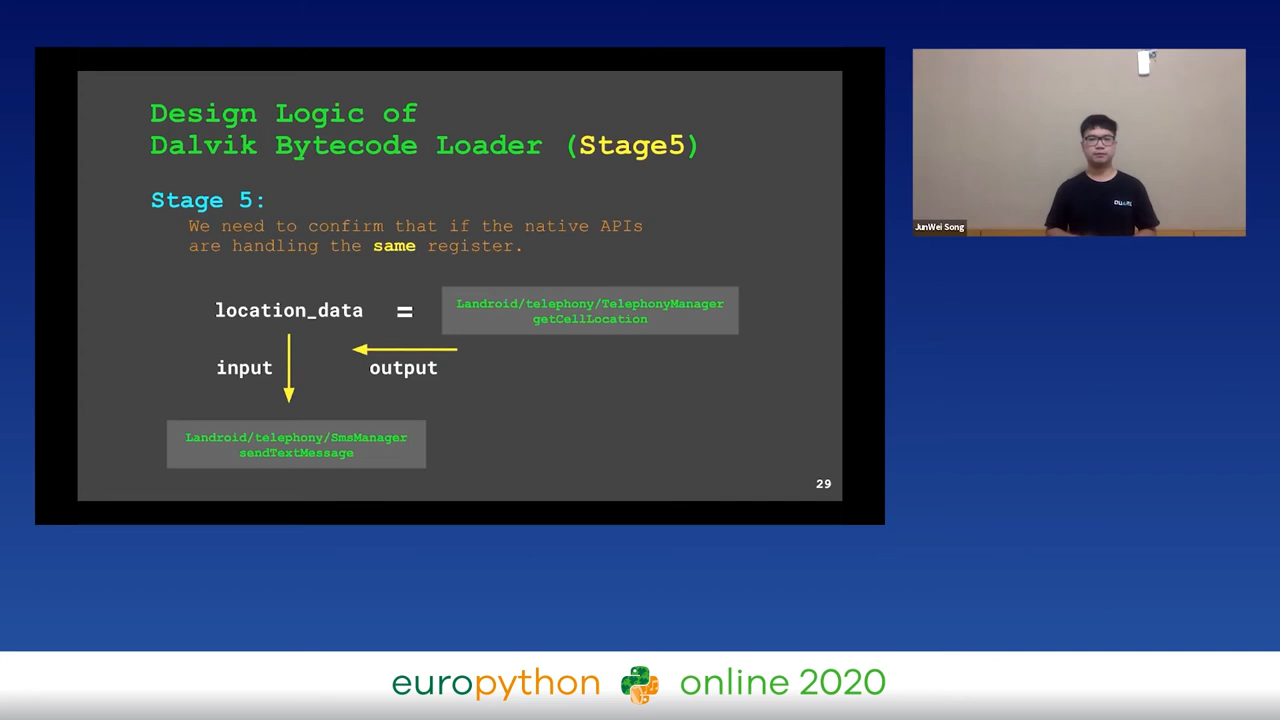 Design Logic of
Dalvik Bytecode Loader (Stage5)
Stage 5:
We need to confirm that if the native APIs
are handling the same register.
location_data =
Landroid/telephony/TelephonyManager
getCellLocation
input
output
Landroid/telephony/SmsManager
sendTextMessage
29
JunWei Song
europython online 2020